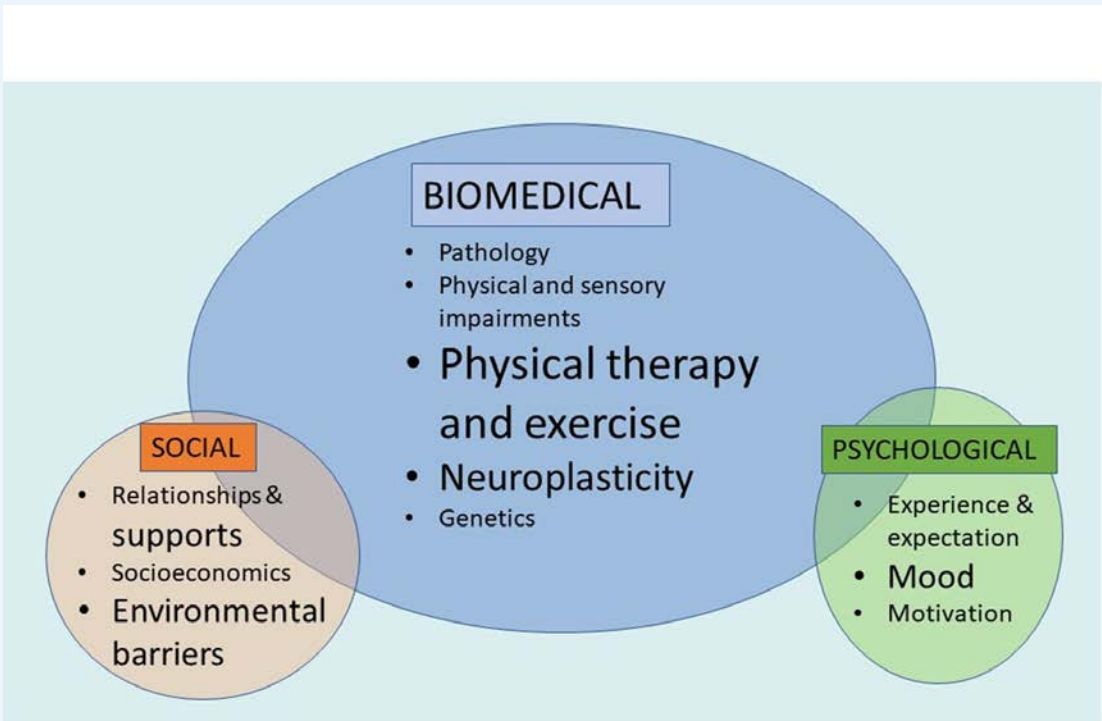 BIOMEDICAL
• Pathology
• Physical and sensory
impairments
• Physical therapy
and exercise
• Neuroplasticity
• Genetics
SOCIAL
• Relationships &
supports
• Socioeconomics
• Environmental
barriers
PSYCHOLOGICAL
• Experience &
expectation
• Mood
• Motivation